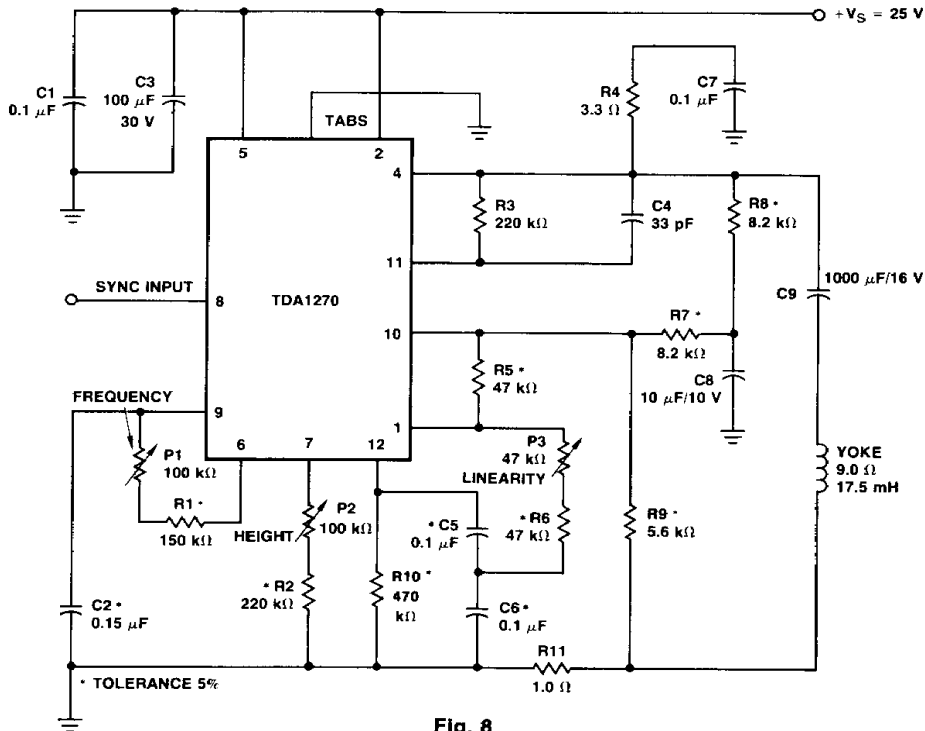 +VS = 25 V
C1
0.1 µF
C3
100 µF
30 V
TABS
5
2
R4
3.3 Ω
C7
0.1 µF
4
R3
220 kΩ
C4
33 pF
R8 *
8.2 kΩ
11
SYNC INPUT
8
TDA1270
1000 µF/16 V
C9
10
R7 *
8.2 kΩ
R5 *
47 kΩ
C8
10 µF/10 V
FREQUENCY
9
1
P1
100 kΩ
6
7
12
P3
47 kΩ
LINEARITY
YOKE
9.0 Ω
17.5 mH
R1 *
150 kΩ
P2
100 kΩ
HEIGHT
* C5
0.1 µF
* R6
47 kΩ
R9 *
5.6 kΩ
* R2
220 kΩ
R10 *
470
kΩ
C6 *
0.1 µF
C2 *
0.15 µF
R11
1.0 Ω
* TOLERANCE 5%
Fig. 8